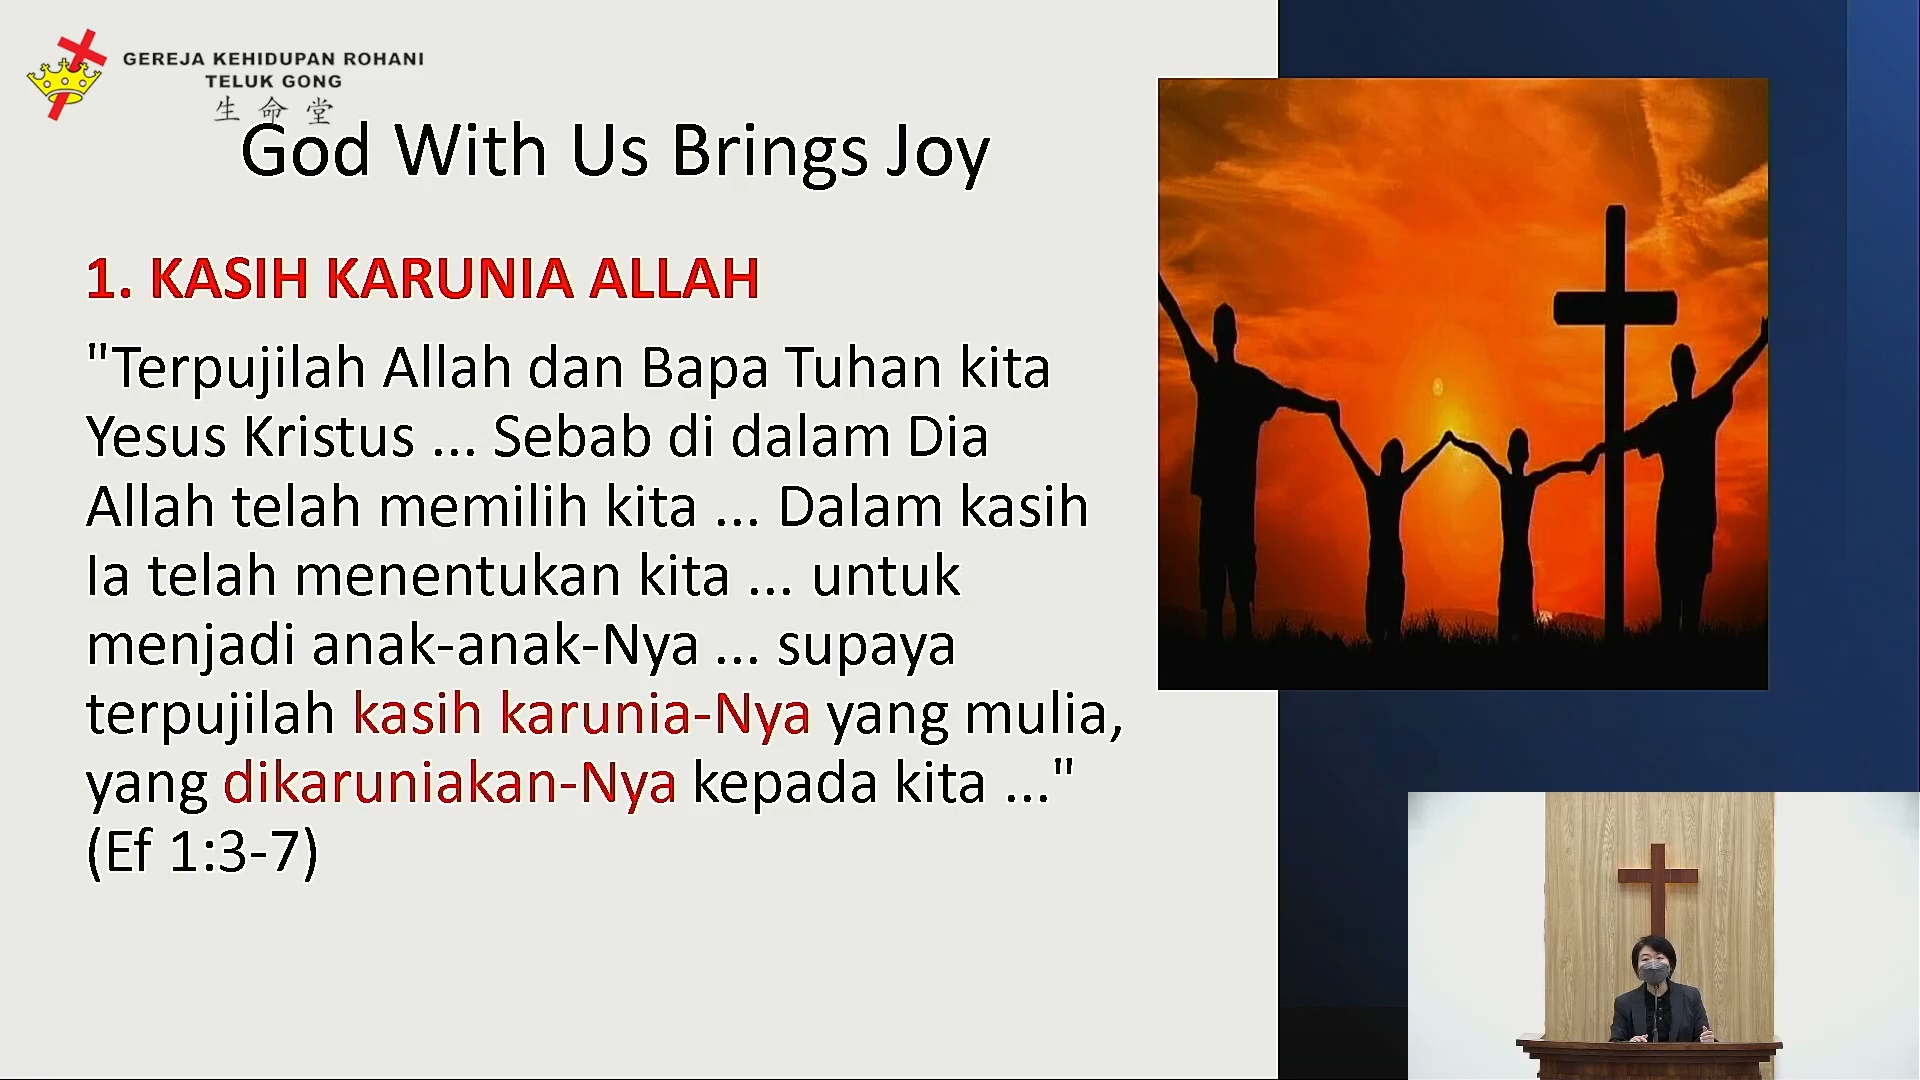 GEREJA KEHIDUPAN ROHANI
TELUK GONG
生命堂
God With Us Brings Joy
1. KASIH KARUNIA ALLAH
"Terpujilah Allah dan Bapa Tuhan kita
Yesus Kristus ... Sebab di dalam Dia
Allah telah memilih kita ... Dalam kasih
Ia telah menentukan kita ... untuk
menjadi anak-anak-Nya ... supaya
terpujilah kasih karunia-Nya yang mulia,
yang dikaruniakan-Nya kepada kita ..."
(Ef 1:3-7)